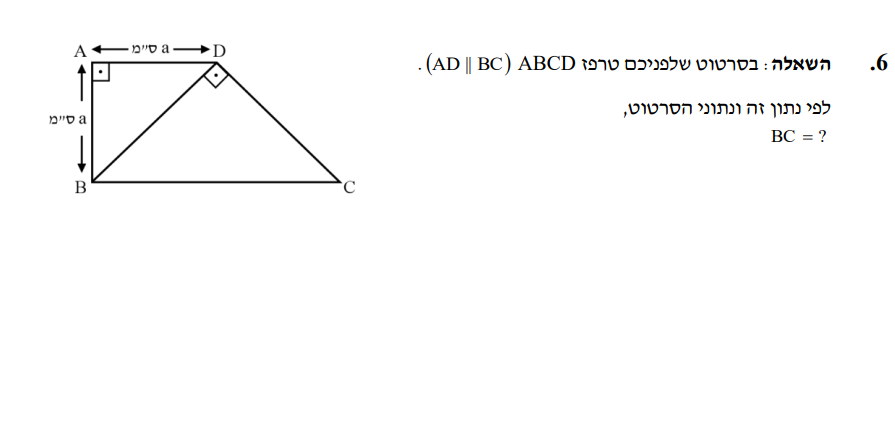 6. השאלה: בסרטוט שלפניכם טרפז ABCD (AD || BC).
לפי נתון זה ונתוני הסרטוט,
BC = ?
A a ס"מ D
a ס"מ
B C